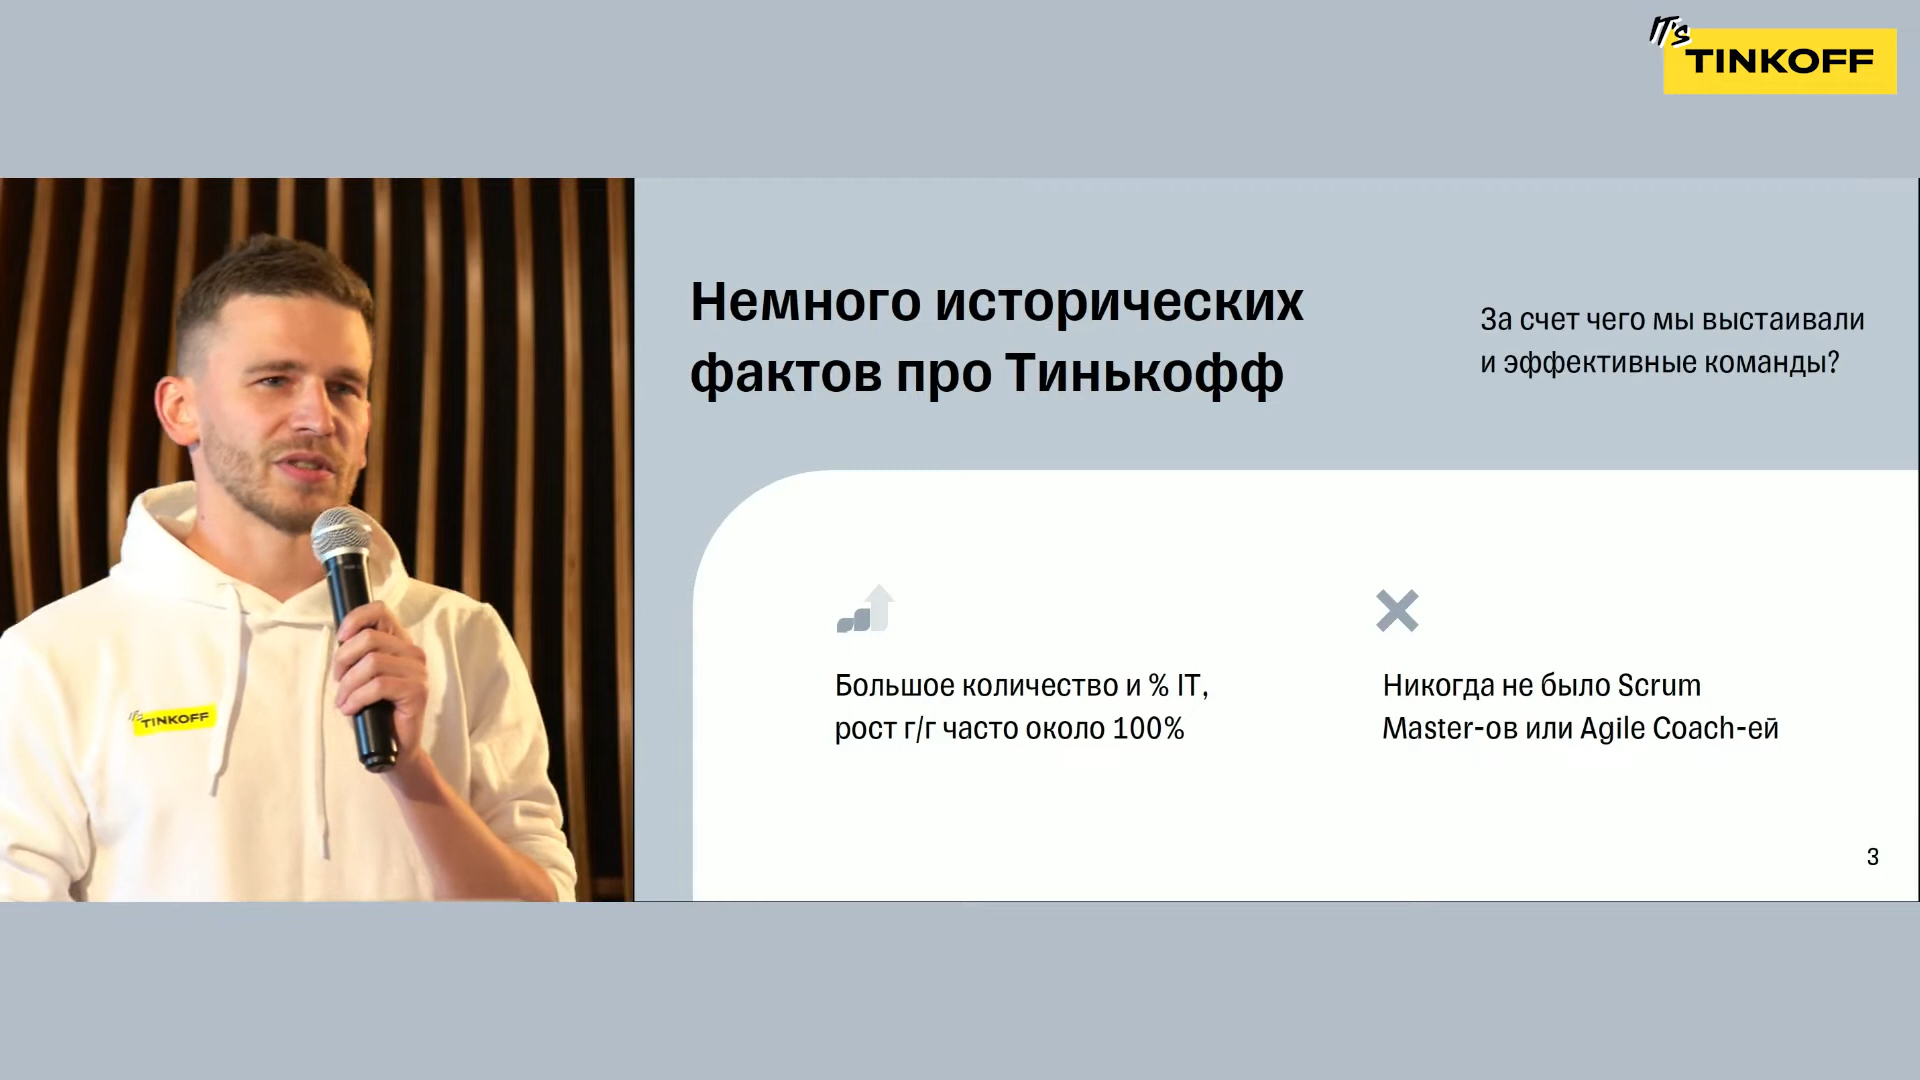 IT's
TINKOFF
Немного исторических
фактов про Тинькофф
За счет чего мы выстаивали
и эффективные команды?
Большое количество и % IT,
рост г/г часто около 100%
Никогда не было Scrum
Master-ов или Agile Coach-ей
3
IT's
TINKOFF